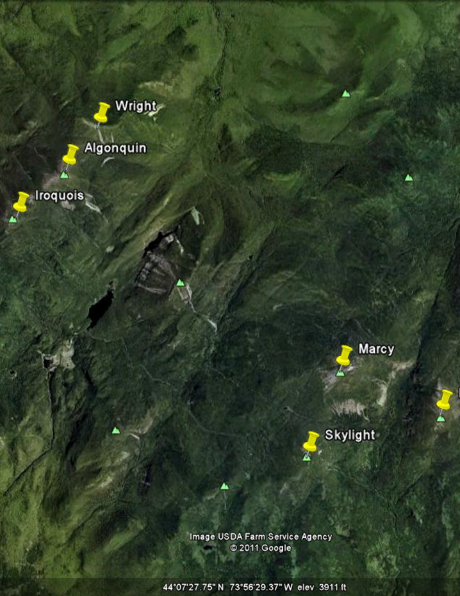 Wright
Algonquin
Iroquois
Marcy
Skylight
Image USDA Farm Service Agency
© 2011 Google
44°07'27.75" N 73°56'29.37" W elev 3911 ft